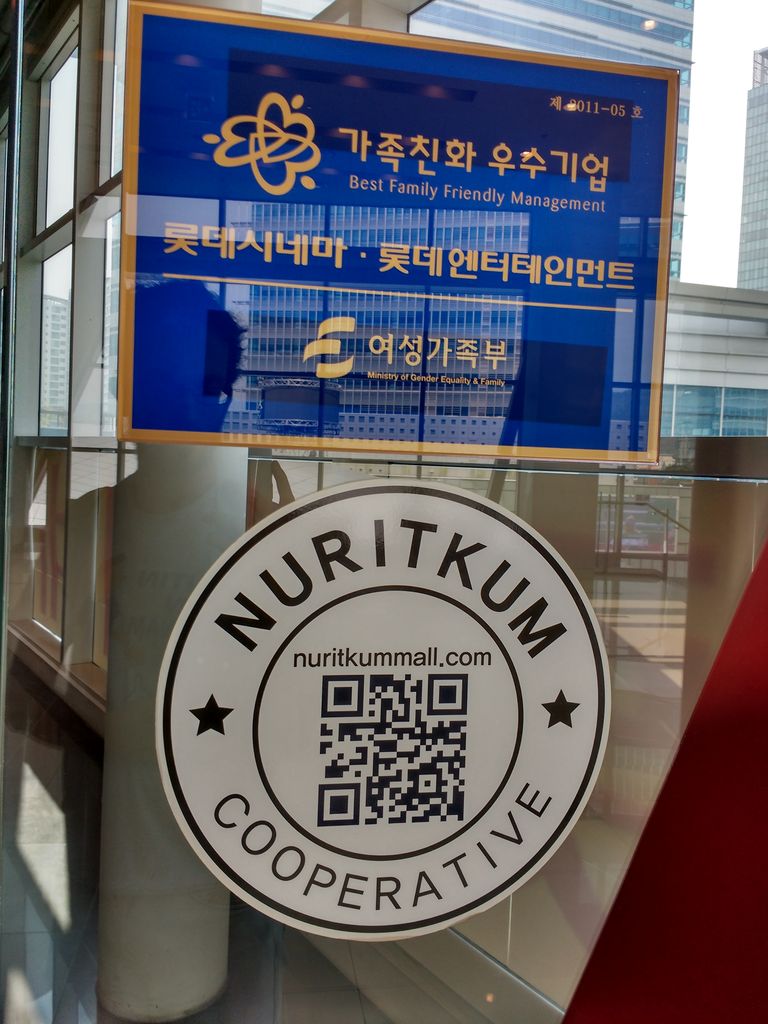 제 2011-05 호
가족친화 우수기업
Best Family Friendly Management
롯데시네마 · 롯데엔터테인먼트
여성가족부
Ministry of Gender Equality & Family
NURITKUM
nuritkummall.com
COOPERATIVE